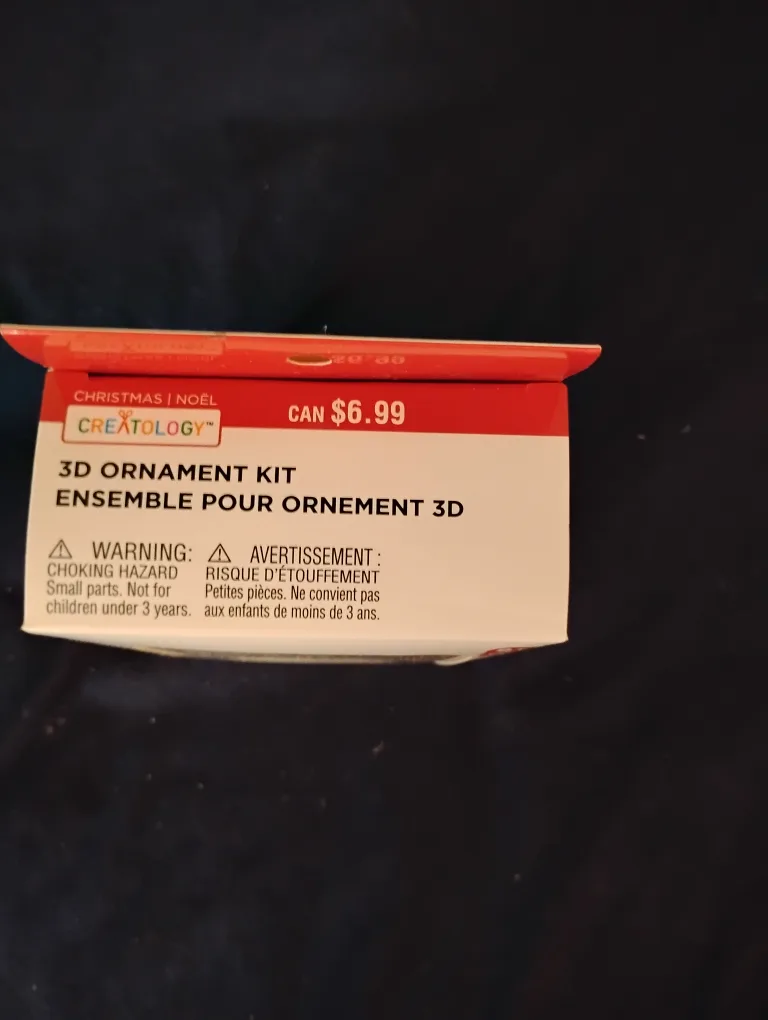 CHRISTMAS | NOËL
CREATOLOGY™
CAN $6.99
3D ORNAMENT KIT
ENSEMBLE POUR ORNEMENT 3D
⚠ WARNING:
CHOKING HAZARD
Small parts. Not for
children under 3 years.
⚠ AVERTISSEMENT :
RISQUE D'ÉTOUFFEMENT
Petites pièces. Ne convient pas
aux enfants de moins de 3 ans.